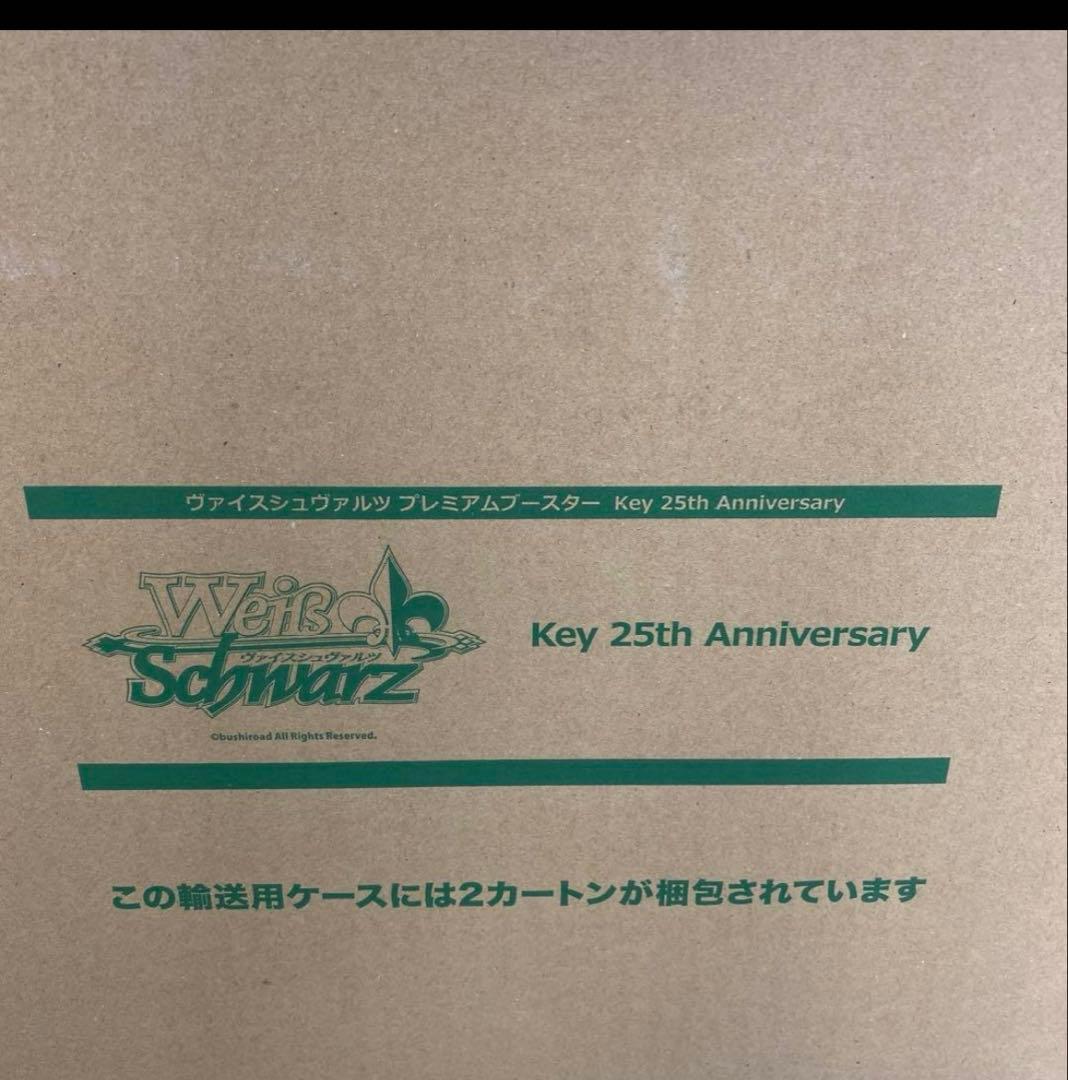 ヴァイスシュヴァルツ プレミアムブースター Key 25th Anniversary
Weiß
ヴァイスシュヴァルツ
Schwarz
Key 25th Anniversary
©bushiroad All Rights Reserved.
この輸送用ケースには2カートンが梱包されています